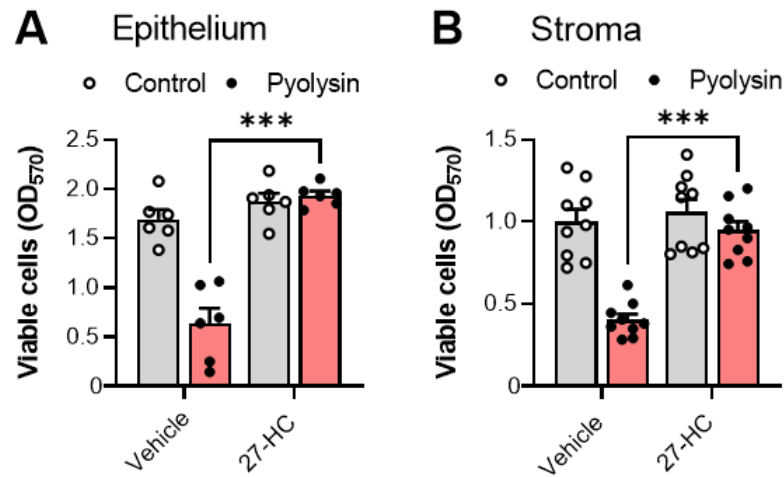 A Epithelium
○ Control ● Pyolysin
***
Viable cells (OD570)
2.5
2.0
1.5
1.0
0.5
0
Vehicle
27-HC
B Stroma
○ Control ● Pyolysin
***
Viable cells (OD570)
1.5
1.0
0.5
0
Vehicle
27-HC